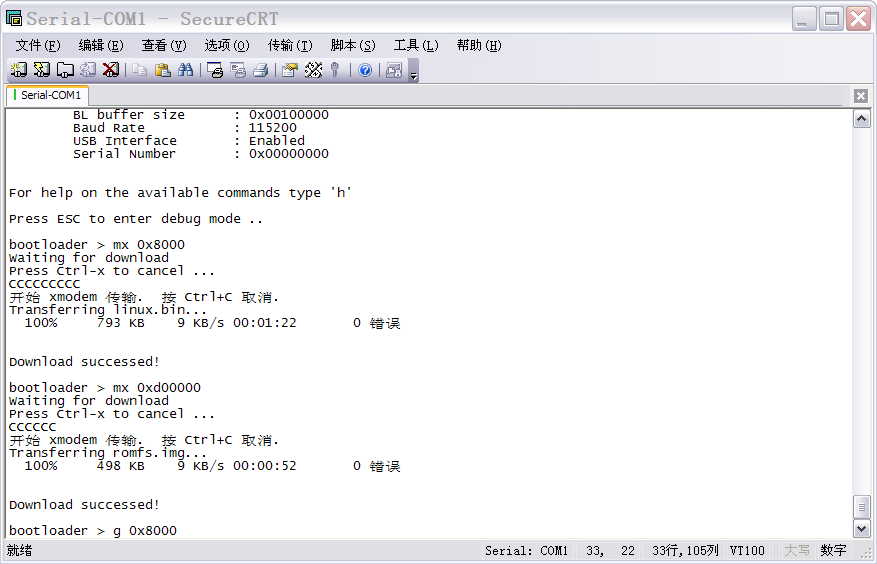 Serial-COM1 - SecureCRT
文件(F) 编辑(E) 查看(V) 选项(O) 传输(T) 脚本(S) 工具(L) 帮助(H)
Serial-COM1
BL buffer size : 0x00100000
Baud Rate : 115200
USB Interface : Enabled
Serial Number : 0x00000000
For help on the available commands type 'h'
Press ESC to enter debug mode ..
bootloader > mx 0x8000
Waiting for download
Press Ctrl-x to cancel ...
CCCCCCCCC
开始 xmodem 传输. 按 Ctrl+C 取消.
Transferring linux.bin...
100% 793 KB 9 KB/s 00:01:22 0 错误
Download successed!
bootloader > mx 0xd00000
Waiting for download
Press Ctrl-x to cancel ...
CCCCCC
开始 xmodem 传输. 按 Ctrl+C 取消.
Transferring romfs.img...
100% 498 KB 9 KB/s 00:00:52 0 错误
Download successed!
bootloader > g 0x8000
就绪 Serial: COM1 33, 22 33行,105列 VT100 大写 数字